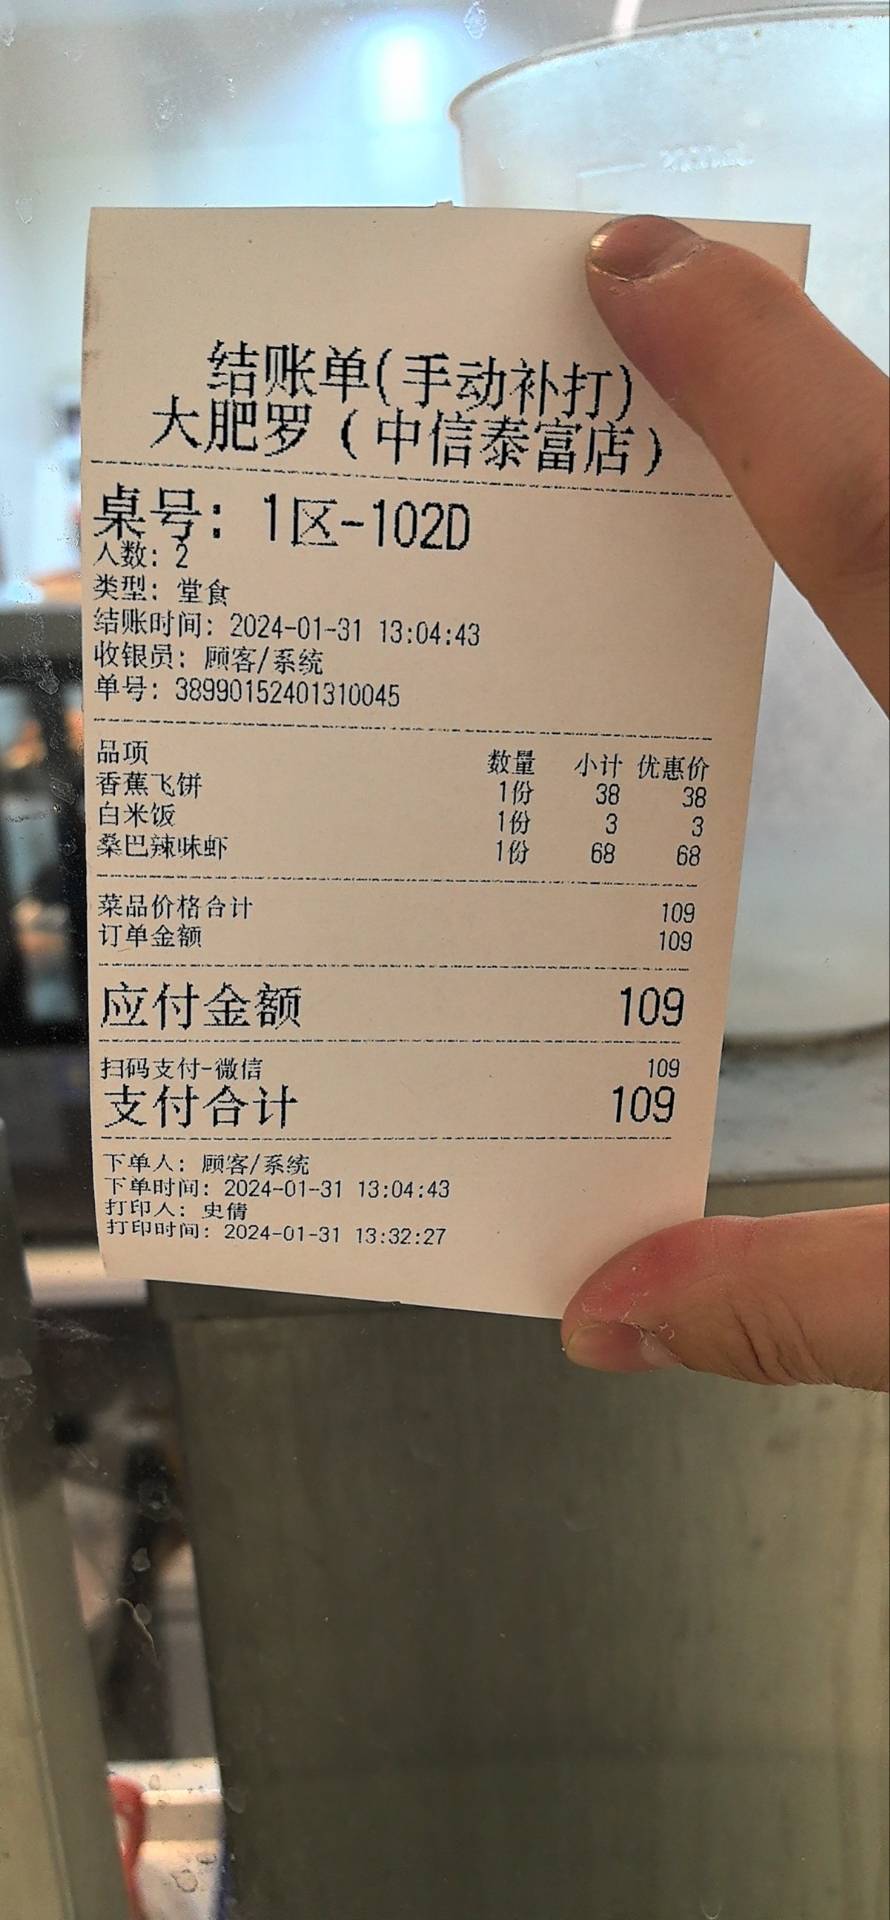 结账单(手动补打)
大肥罗（中信泰富店）
桌号: 1区-102D
人数: 2
类型: 堂食
结账时间: 2024-01-31 13:04:43
收银员: 顾客/系统
单号: 38990152401310045
品项 数量 小计 优惠价
香蕉飞饼 1份 38 38
白米饭 1份 3 3
桑巴辣味虾 1份 68 68
菜品价格合计 109
订单金额 109
应付金额 109
扫码支付-微信 109
支付合计 109
下单人: 顾客/系统
下单时间: 2024-01-31 13:04:43
打印人: 史倩
打印时间: 2024-01-31 13:32:27